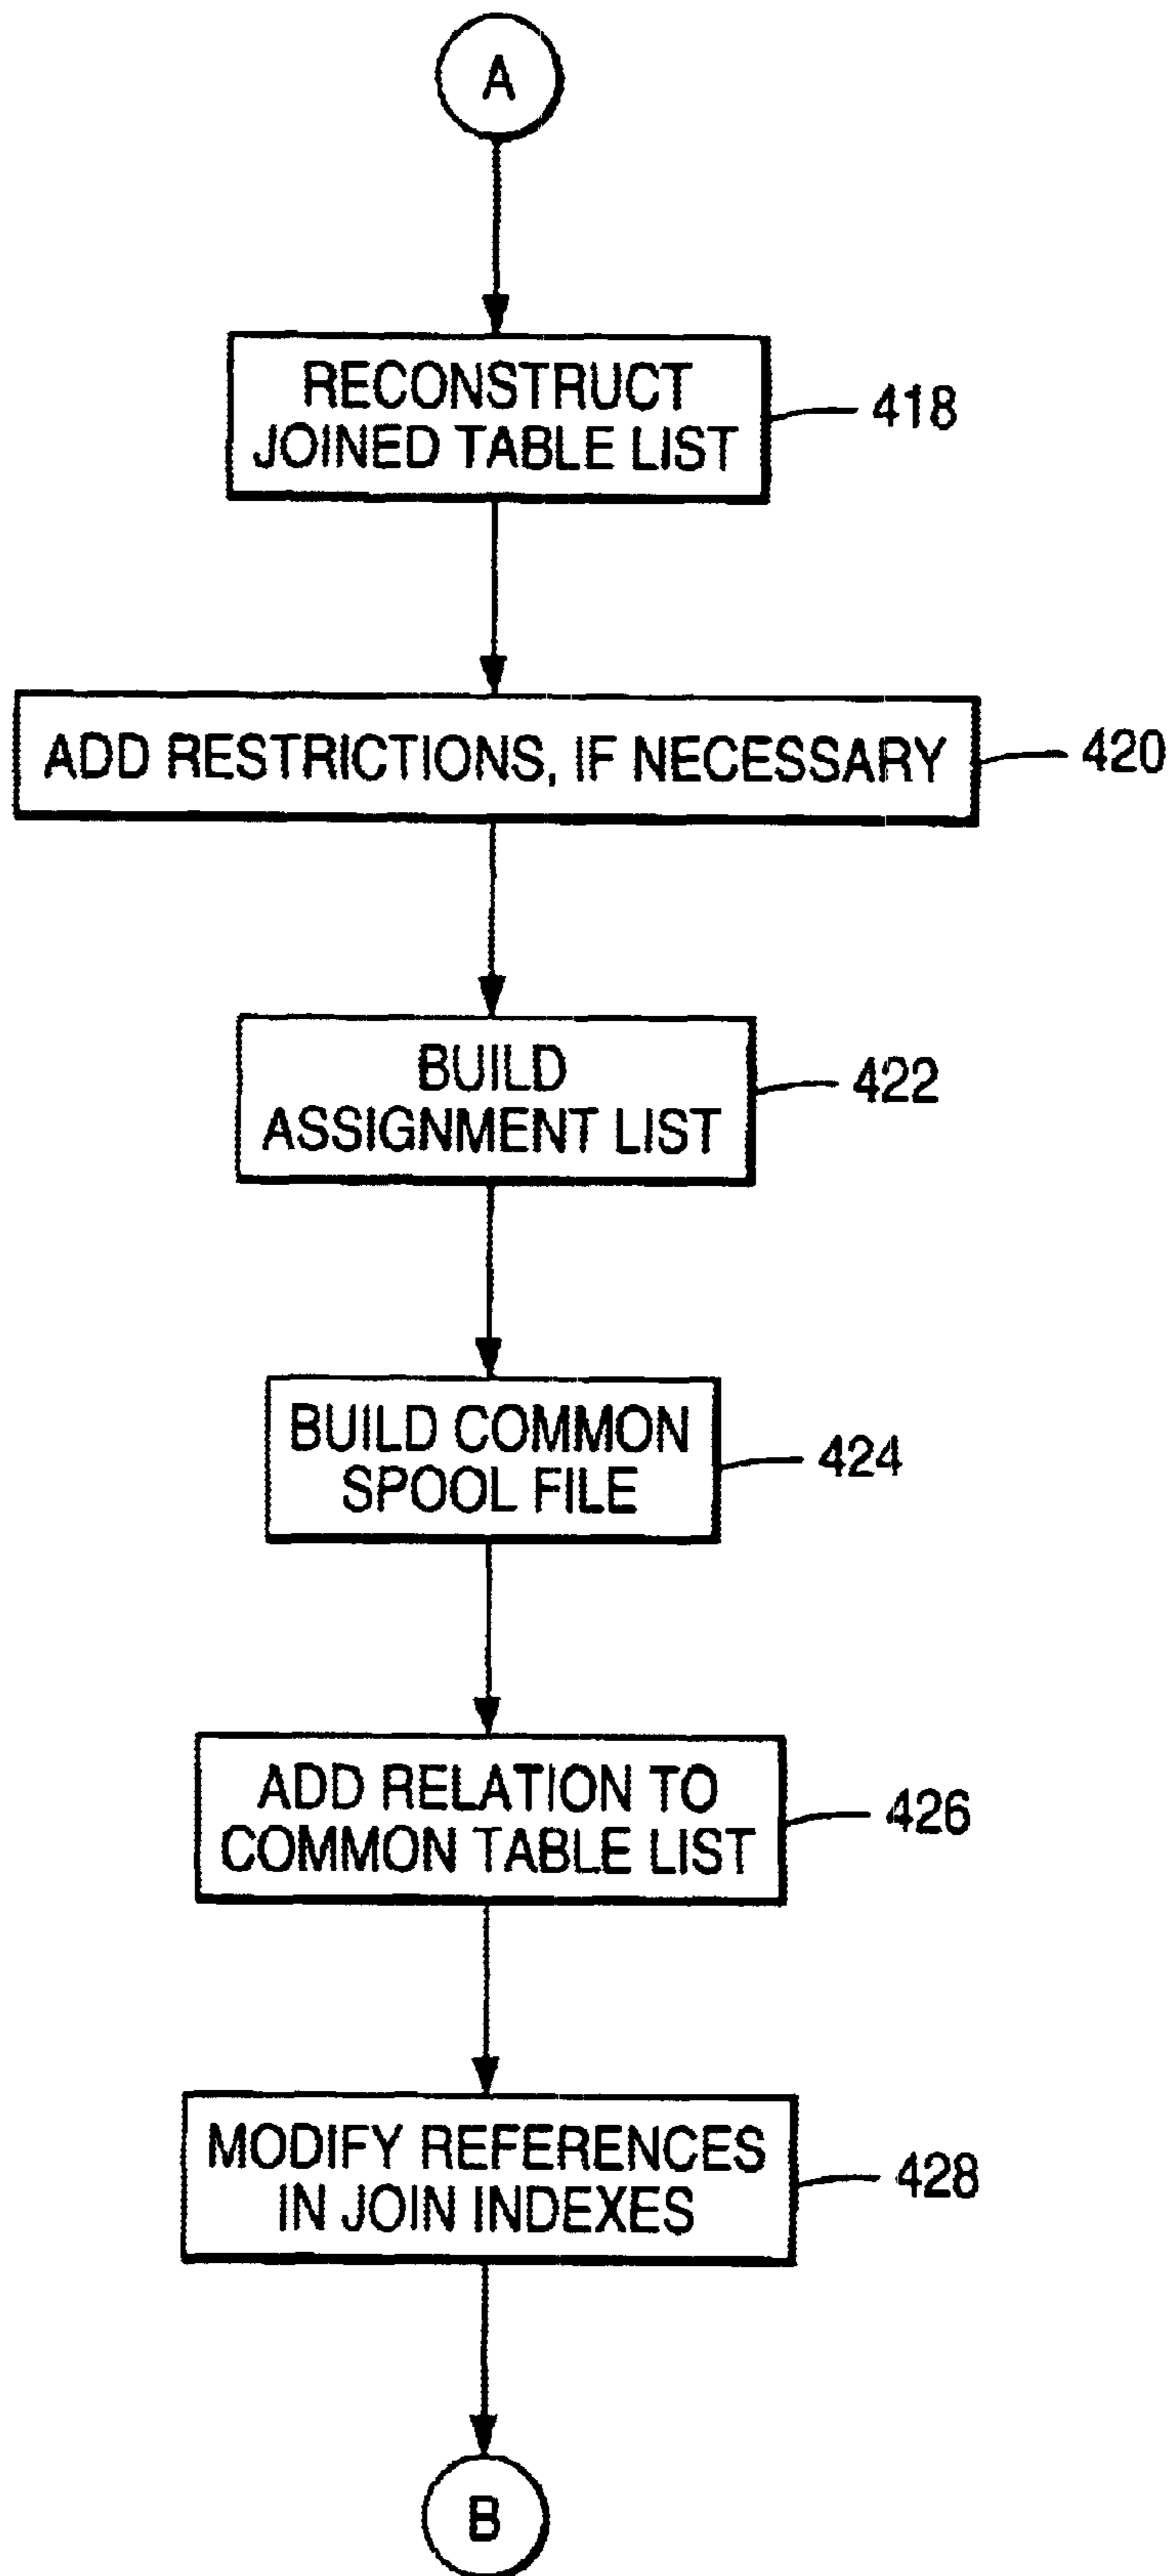 A
RECONSTRUCT
JOINED TABLE LIST
418
ADD RESTRICTIONS, IF NECESSARY
420
BUILD
ASSIGNMENT LIST
422
BUILD COMMON
SPOOL FILE
424
ADD RELATION TO
COMMON TABLE LIST
426
MODIFY REFERENCES
IN JOIN INDEXES
428
B